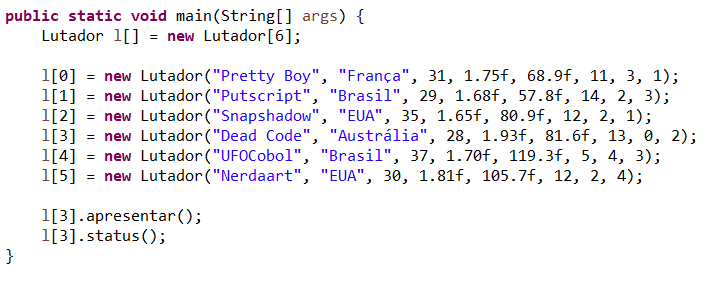 public static void main(String[] args) {
    Lutador l[] = new Lutador[6];

    l[0] = new Lutador("Pretty Boy", "França", 31, 1.75f, 68.9f, 11, 3, 1);
    l[1] = new Lutador("Putscript", "Brasil", 29, 1.68f, 57.8f, 14, 2, 3);
    l[2] = new Lutador("Snapshadow", "EUA", 35, 1.65f, 80.9f, 12, 2, 1);
    l[3] = new Lutador("Dead Code", "Austrália", 28, 1.93f, 81.6f, 13, 0, 2);
    l[4] = new Lutador("UFOCobol", "Brasil", 37, 1.70f, 119.3f, 5, 4, 3);
    l[5] = new Lutador("Nerdaart", "EUA", 30, 1.81f, 105.7f, 12, 2, 4);

    l[3].apresentar();
    l[3].status();
}